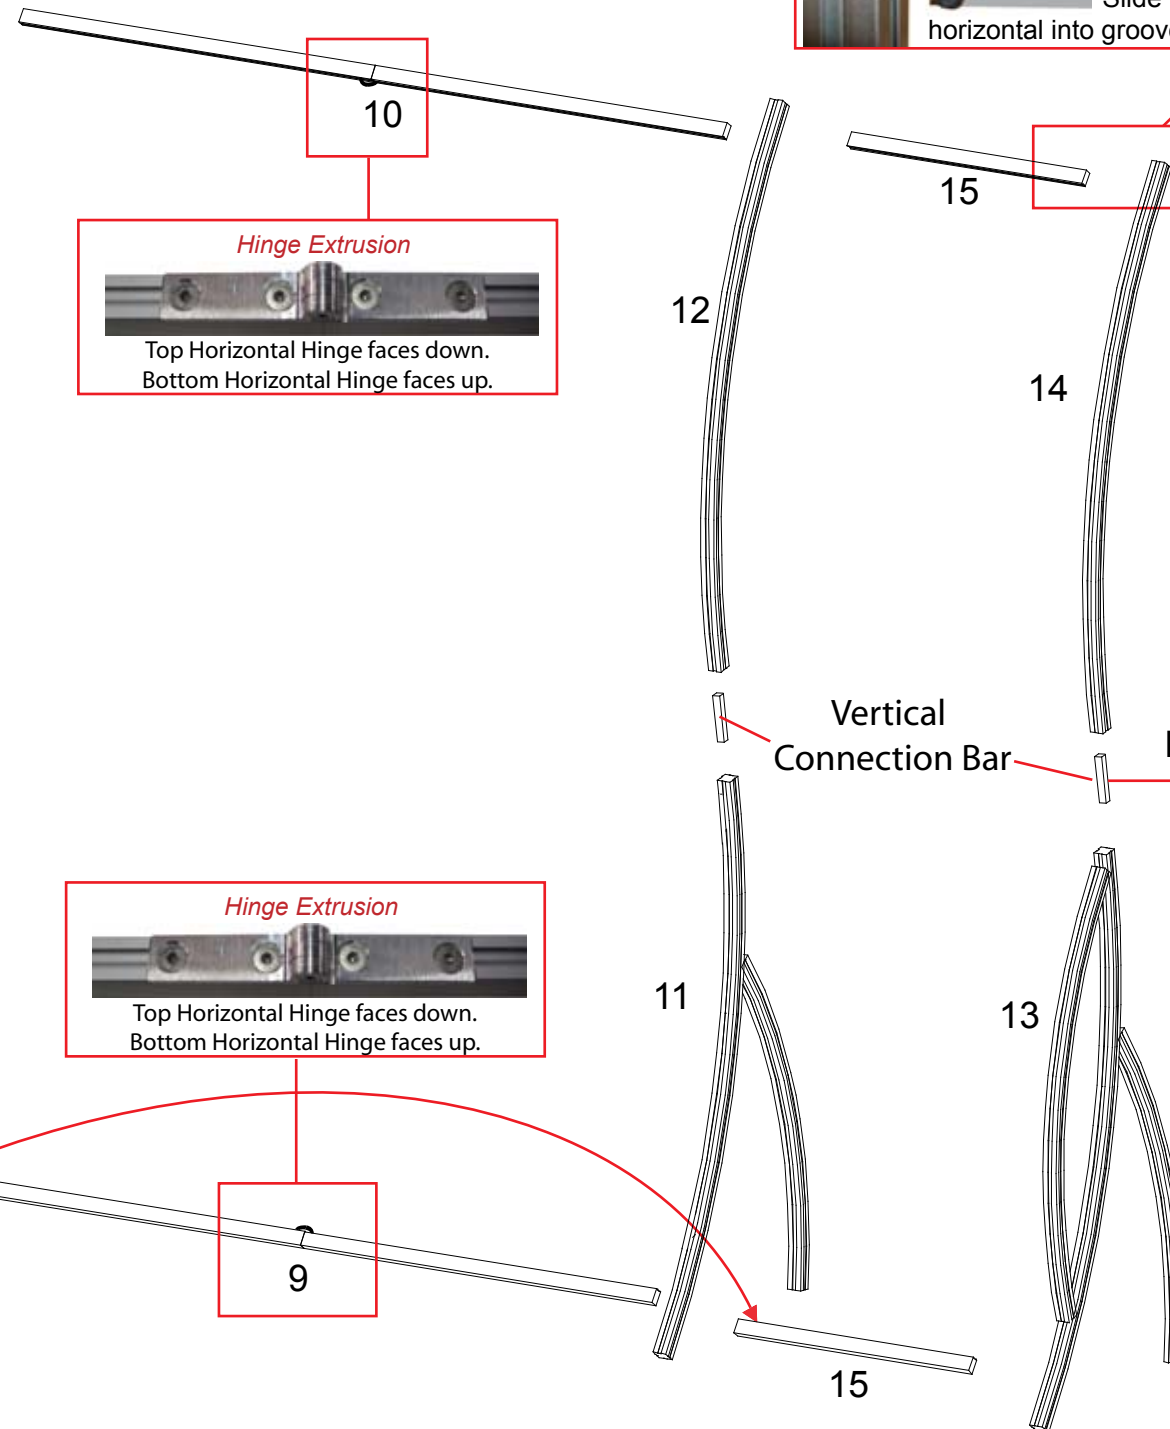 Slide
horizontal into groove
10
15
Hinge Extrusion
Top Horizontal Hinge faces down.
Bottom Horizontal Hinge faces up.
12
14
Vertical
Connection Bar
Hinge Extrusion
Top Horizontal Hinge faces down.
Bottom Horizontal Hinge faces up.
11
13
9
15